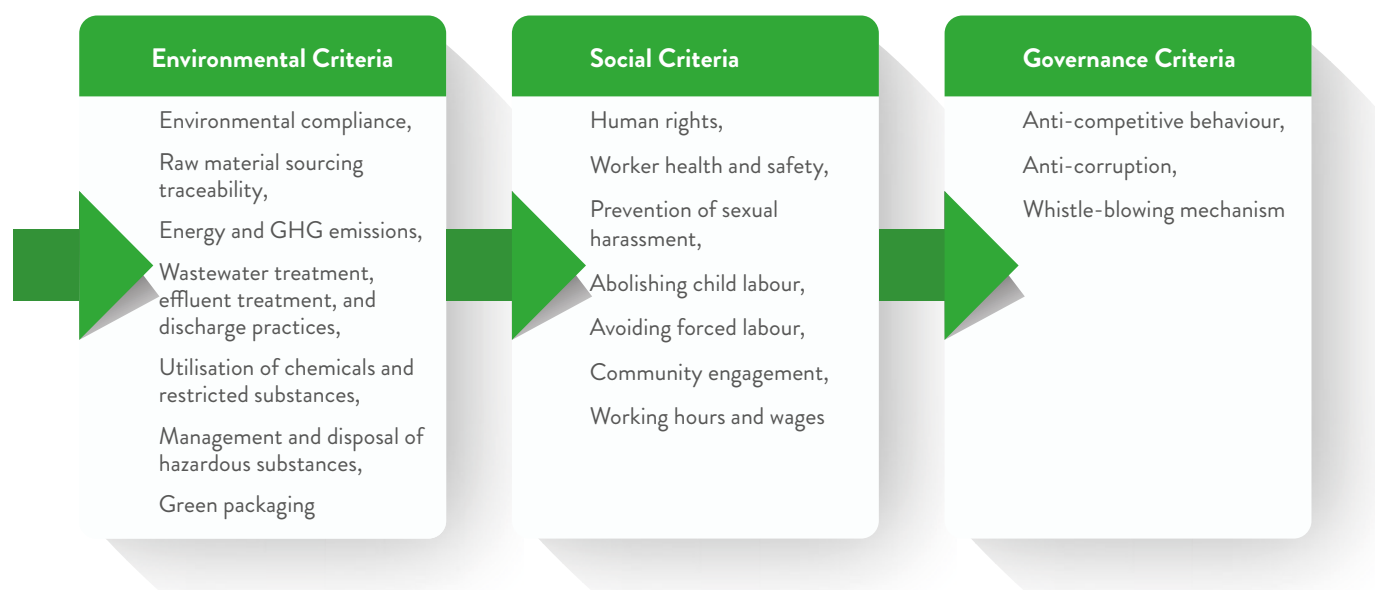 Environmental Criteria
Environmental compliance,
Raw material sourcing
traceability,
Energy and GHG emissions,
Wastewater treatment,
effluent treatment, and
discharge practices,
Utilisation of chemicals and
restricted substances,
Management and disposal of
hazardous substances,
Green packaging
Social Criteria
Human rights,
Worker health and safety,
Prevention of sexual
harassment,
Abolishing child labour,
Avoiding forced labour,
Community engagement,
Working hours and wages
Governance Criteria
Anti-competitive behaviour,
Anti-corruption,
Whistle-blowing mechanism